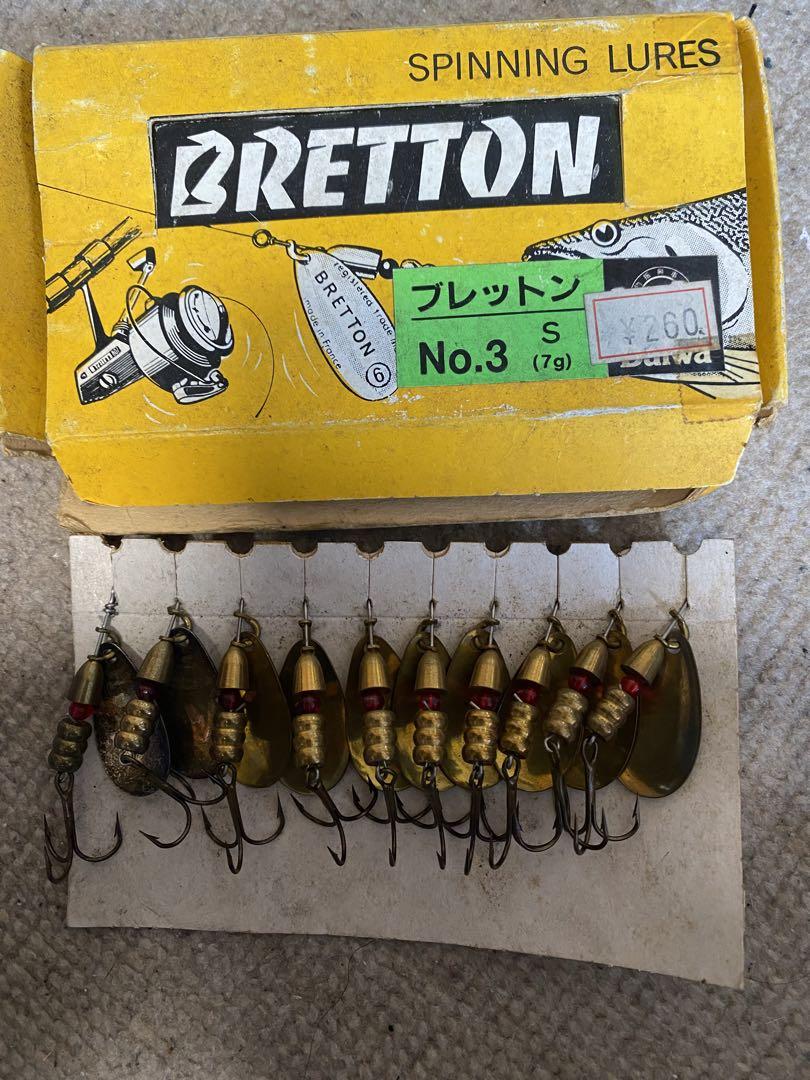 SPINNING LURES
BRETTON
registered trade m
BRETTON
made in France
6
ブレットン
No.3
S
(7g)
¥260
Daiwa